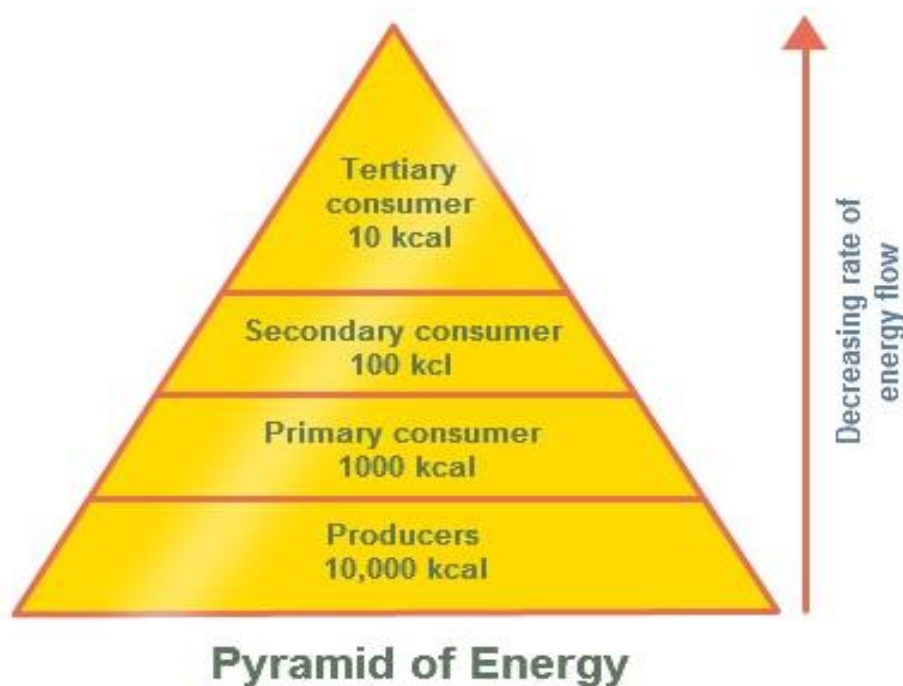 Tertiary
consumer
10 kcal
Secondary consumer
100 kcl
Primary consumer
1000 kcal
Producers
10,000 kcal
Decreasing rate of
energy flow
Pyramid of Energy